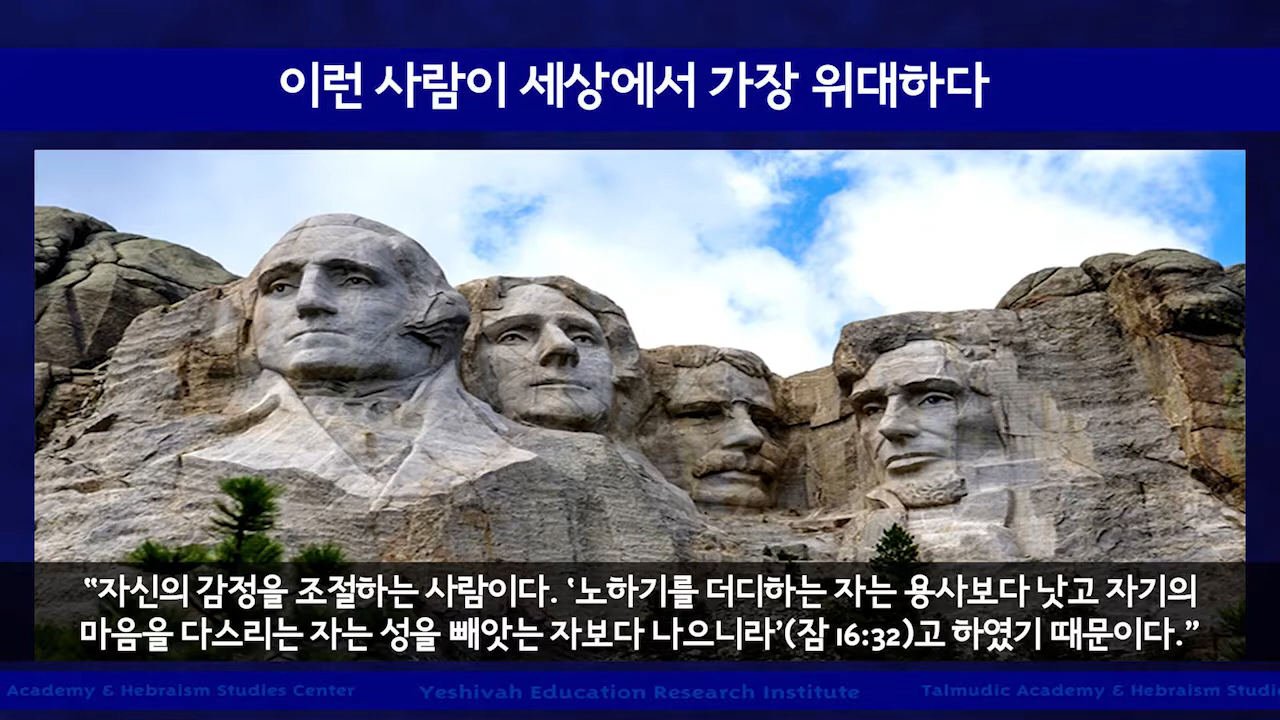 이런 사람이 세상에서 가장 위대하다
“자신의 감정을 조절하는 사람이다. ‘노하기를 더디하는 자는 용사보다 낫고 자기의
마음을 다스리는 자는 성을 빼앗는 자보다 나으니라’(잠 16:32)고 하였기 때문이다.”
Academy & Hebraism Studies Center Yeshivah Education Research Institute Talmudic Academy & Hebraism Studi